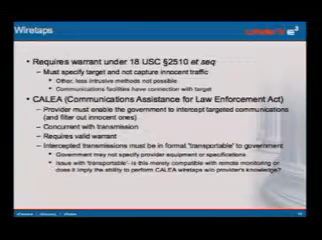 Wiretaps
• Requires warrant under 18 USC §2510 et seq
– Must specify target and not capture innocent traffic
• Other, less intrusive methods not possible
• Communications facilities have connection with target
• CALEA (Communications Assistance for Law Enforcement Act)
– Provider must enable the government to intercept targeted communications
(and filter out innocent ones)
– Concurrent with transmission
– Requires valid warrant
– Intercepted transmissions must be in format 'transportable' to government
• Government may not specify provider equipment or specifications
• Issue with 'transportable' - is this merely compatible with remote monitoring or
does it imply the ability to perform CALEA wiretaps w/o provider's knowledge?